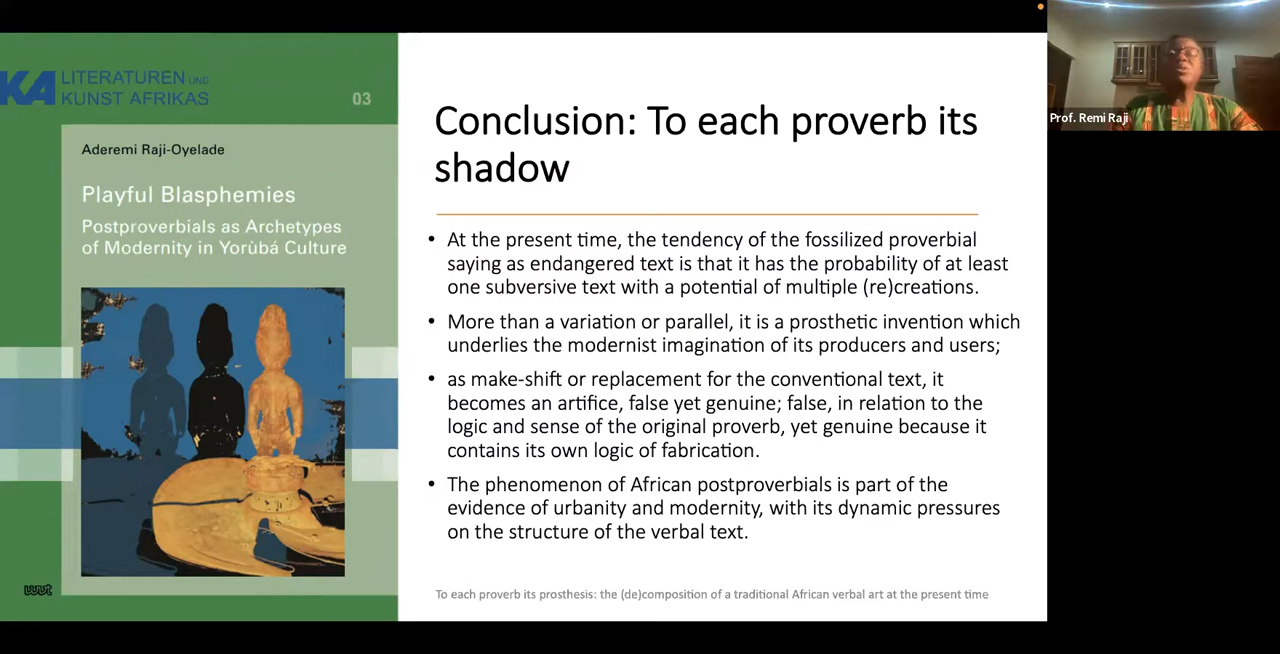 KA LITERATUREN UND
KUNST AFRIKAS
03
Aderemi Raji-Oyelade
Playful Blasphemies
Postproverbials as Archetypes
of Modernity in Yorùbá Culture
wvt
Conclusion: To each proverb its
shadow
• At the present time, the tendency of the fossilized proverbial
saying as endangered text is that it has the probability of at least
one subversive text with a potential of multiple (re)creations.
• More than a variation or parallel, it is a prosthetic invention which
underlies the modernist imagination of its producers and users;
• as make-shift or replacement for the conventional text, it
becomes an artifice, false yet genuine; false, in relation to the
logic and sense of the original proverb, yet genuine because it
contains its own logic of fabrication.
• The phenomenon of African postproverbials is part of the
evidence of urbanity and modernity, with its dynamic pressures
on the structure of the verbal text.
To each proverb its prosthesis: the (de)composition of a traditional African verbal art at the present time
Prof. Remi Raji